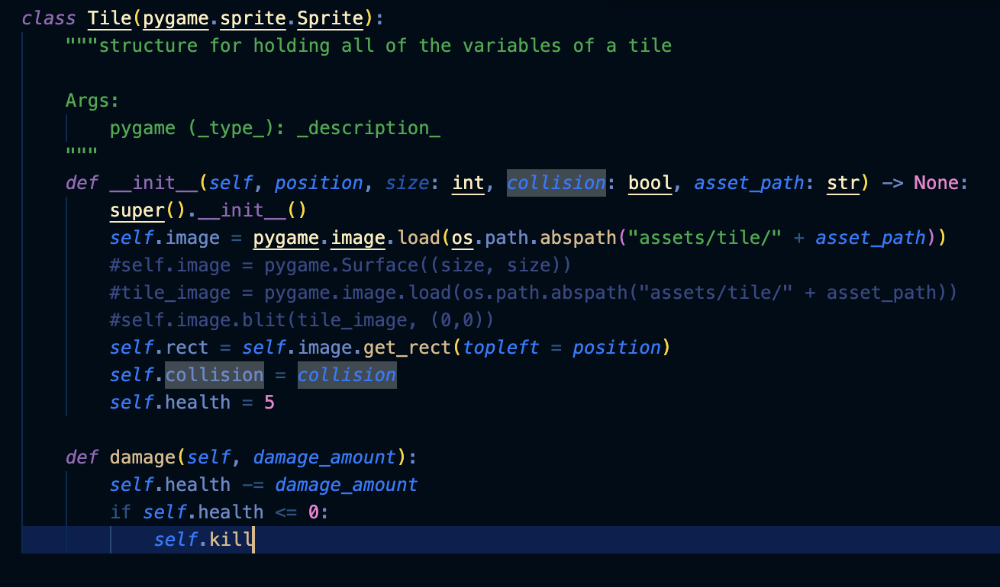 class Tile(pygame.sprite.Sprite):
"""structure for holding all of the variables of a tile
Args:
pygame (_type_): _description_
"""
def __init__(self, position, size: int, collision: bool, asset_path: str) -> None:
super().__init__()
self.image = pygame.image.load(os.path.abspath("assets/tile/" + asset_path))
#self.image = pygame.Surface((size, size))
#tile_image = pygame.image.load(os.path.abspath("assets/tile/" + asset_path))
#self.image.blit(tile_image, (0,0))
self.rect = self.image.get_rect(topleft = position)
self.collision = collision
self.health = 5
def damage(self, damage_amount):
self.health -= damage_amount
if self.health <= 0:
self.kill